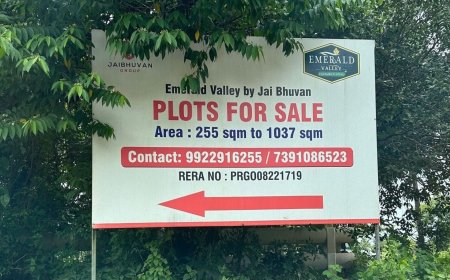 JAIBHUVAN
GROUP
EMERALD
VALLEY
Emerald Valley by Jai Bhuvan
PLOTS FOR SALE
Area : 255 sqm to 1037 sqm
Contact: 9922916255 / 7391086523
RERA NO : PRGO08221719